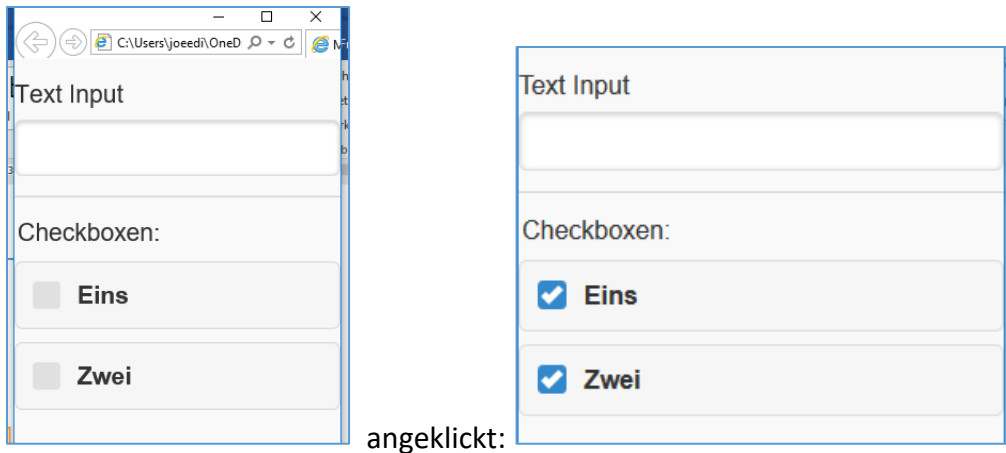 C:\Users\joeedi\OneD
Text Input
Checkboxen:
Eins
Zwei
angeklickt:
Text Input
Checkboxen:
Eins
Zwei